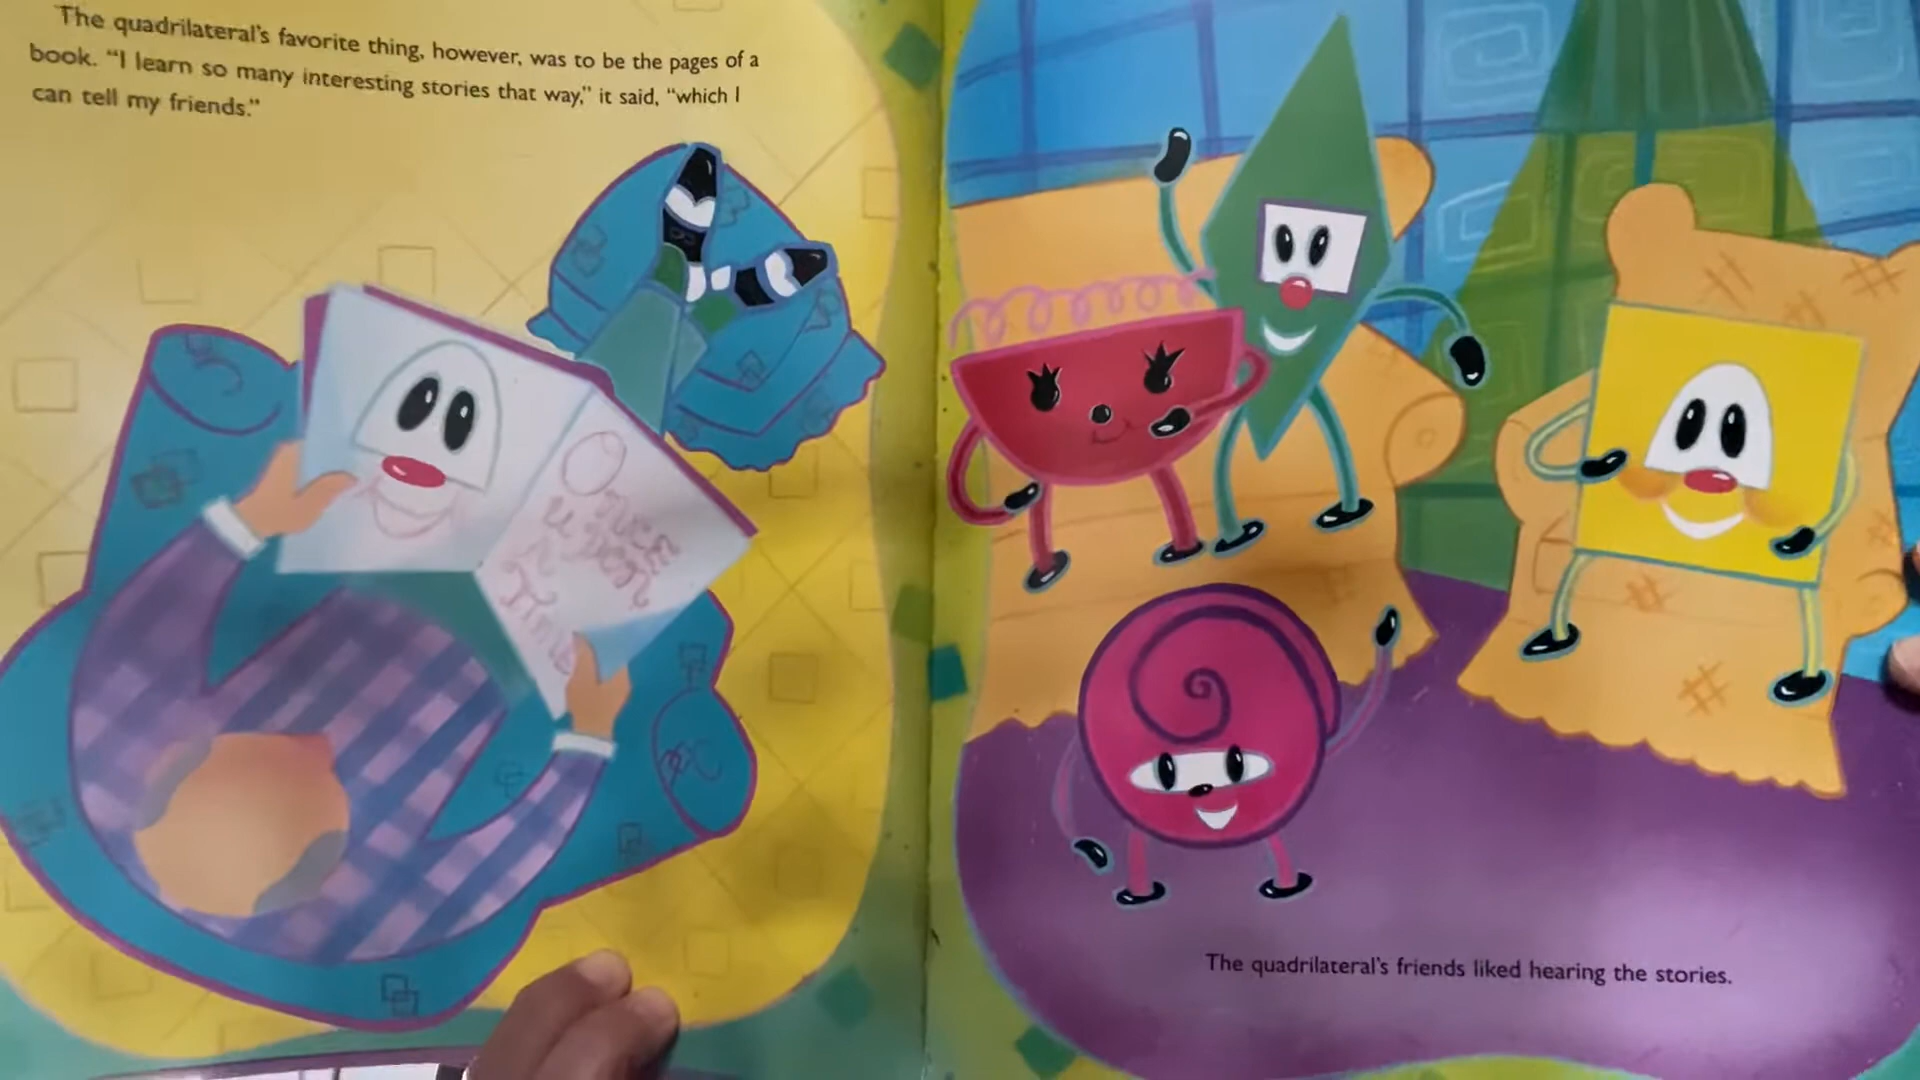 The quadrilateral's favorite thing, however, was to be the pages of a
book. “I learn so many interesting stories that way,” it said, “which I
can tell my friends.”
Once
upon
a
Time
The quadrilateral's friends liked hearing the stories.